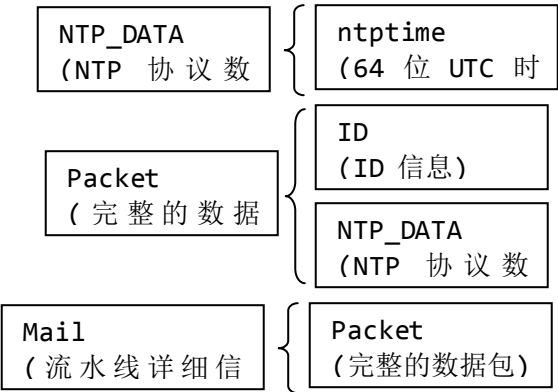 NTP_DATA
(NTP 协议数
ntptime
(64 位 UTC 时
Packet
(完整的数据
ID
(ID 信息)
NTP_DATA
(NTP 协议数
Mail
(流水线详细信
Packet
(完整的数据包)